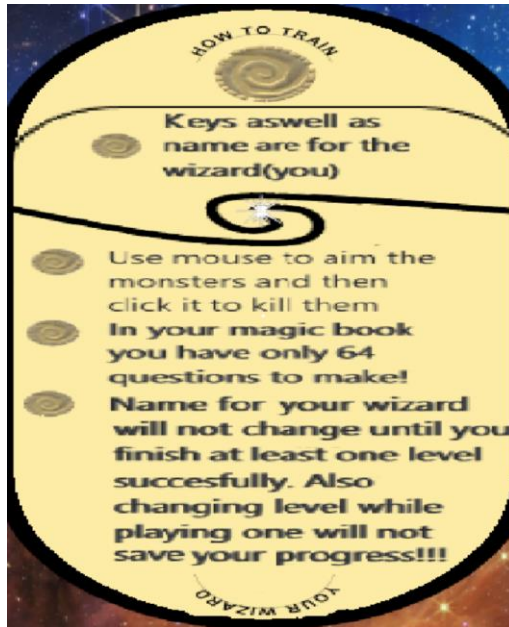 HOW TO TRAIN
Keys aswell as
name are for the
wizard(you)
Use mouse to aim the
monsters and then
click it to kill them
In your magic book
you have only 64
questions to make!
Name for your wizard
will not change until you
finish at least one level
succesfully. Also
changing level while
playing one will not
save your progress!!!
YOUR WIZARD